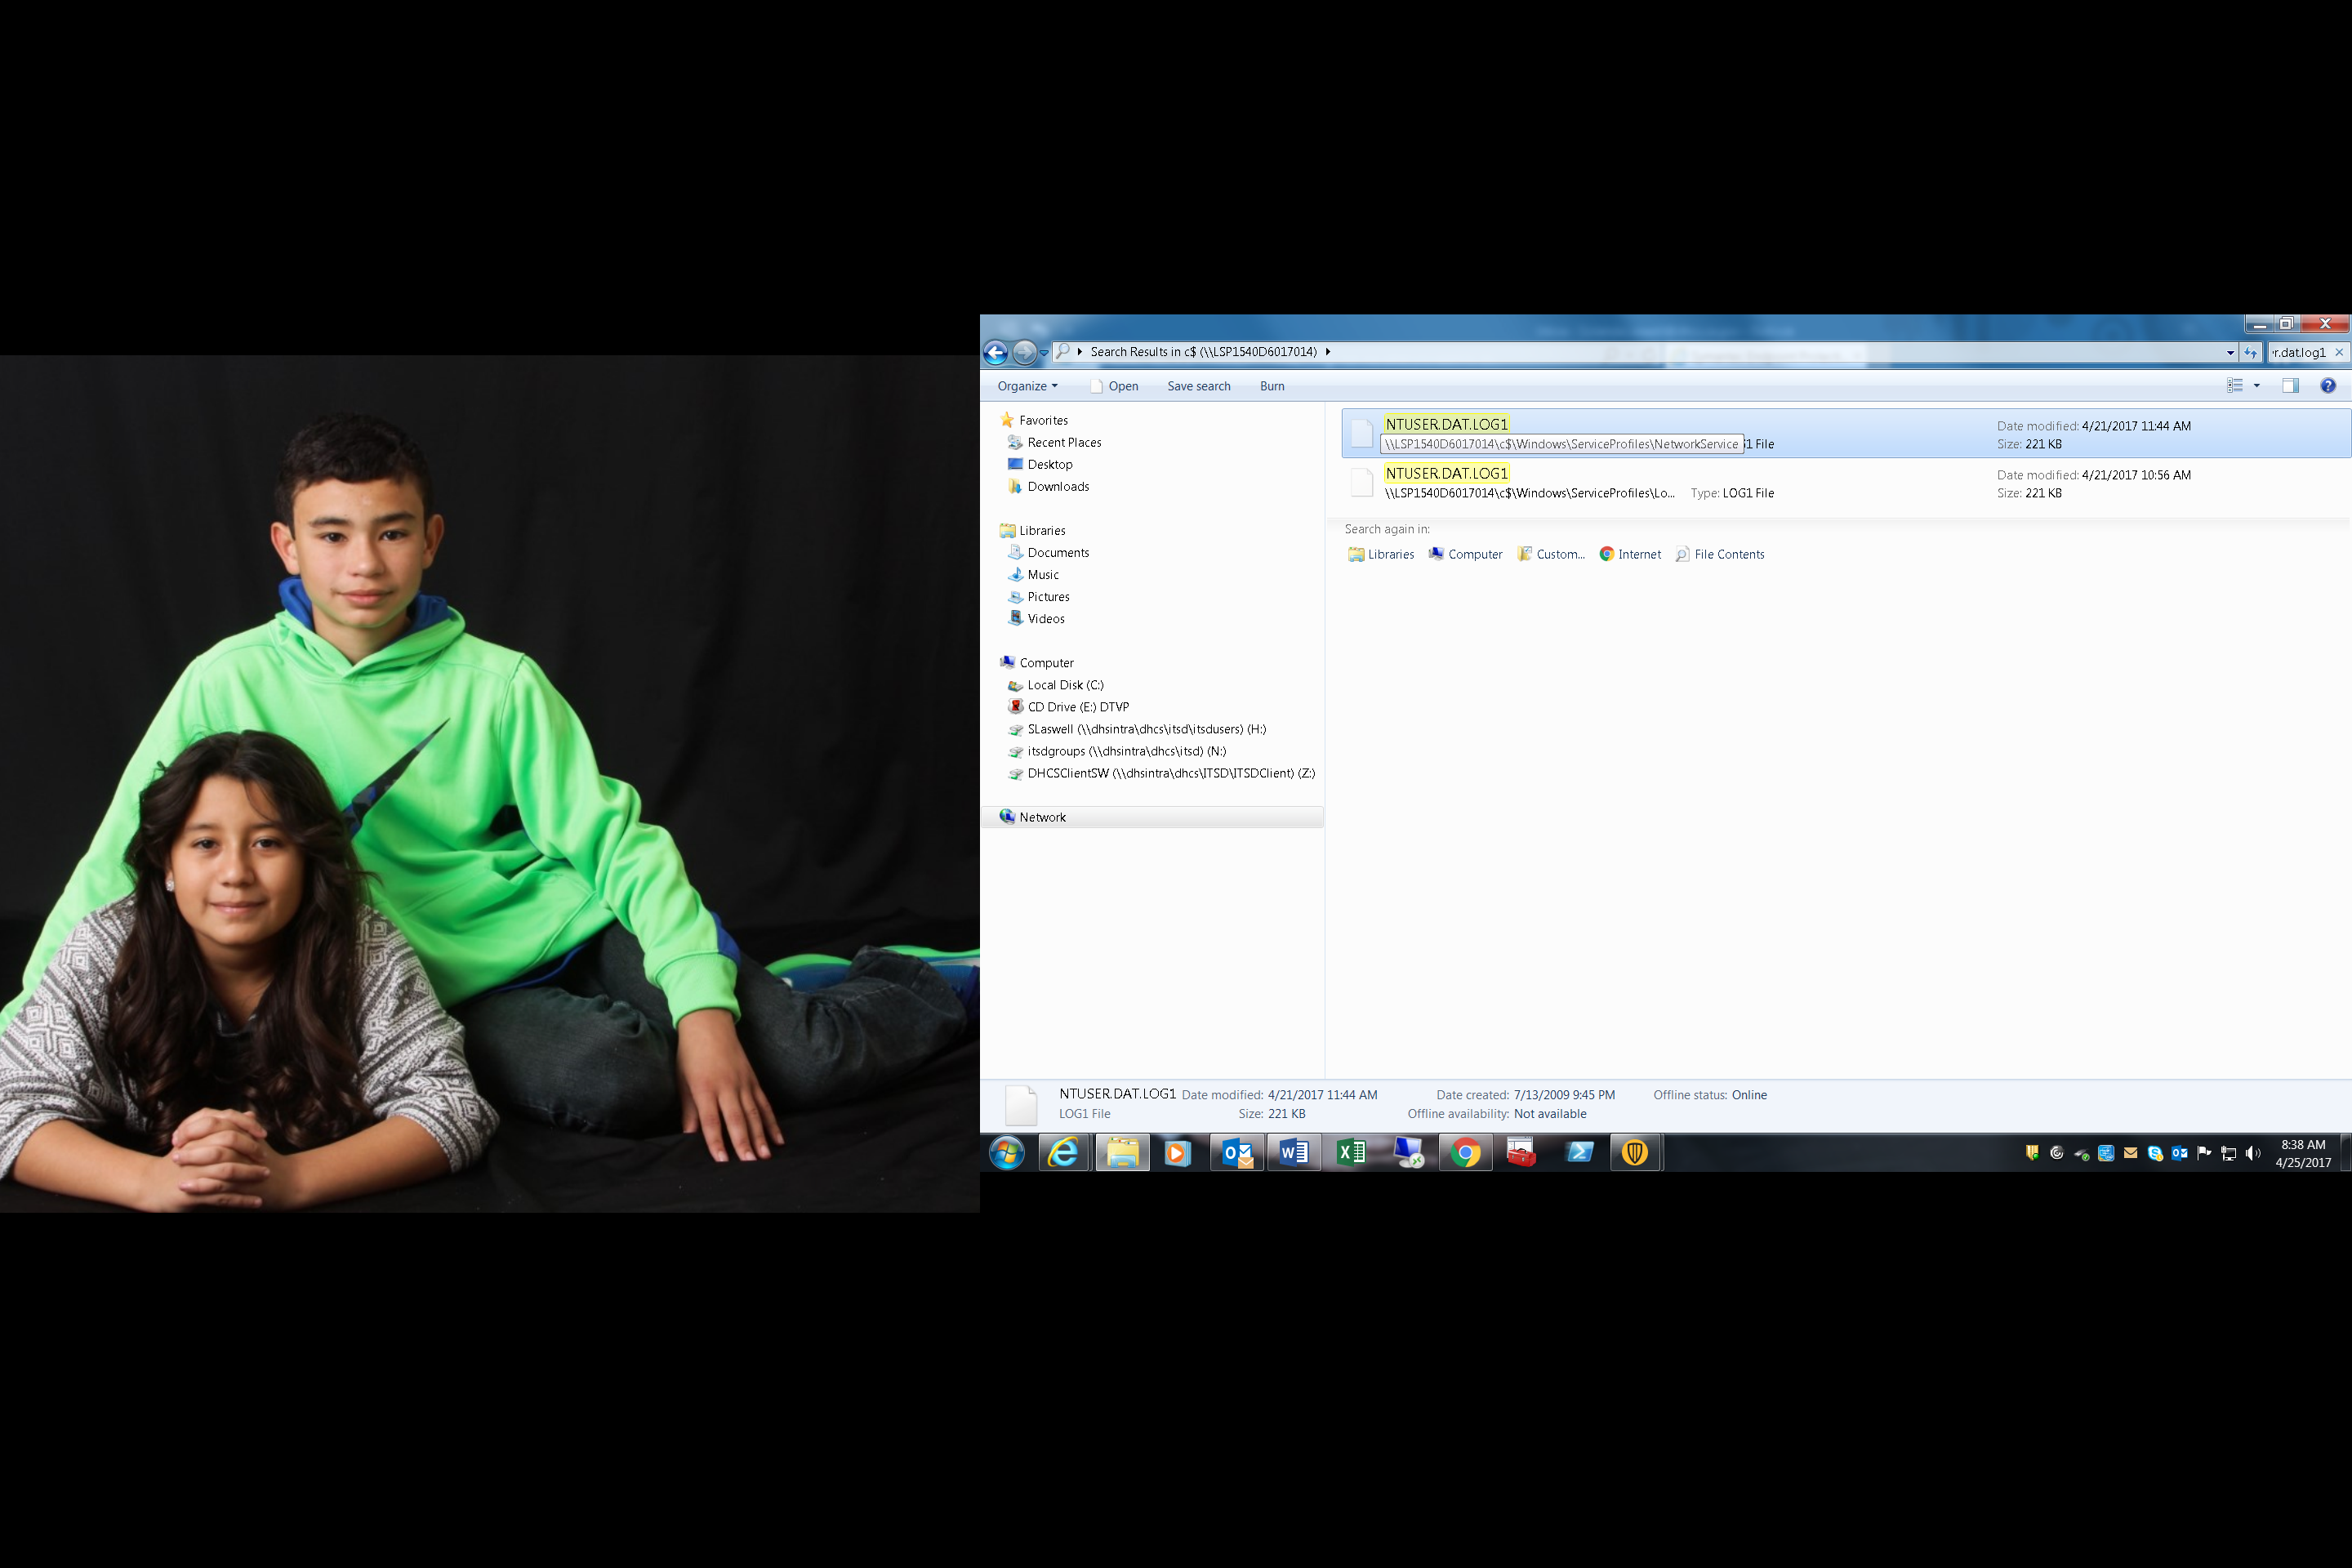 Search Results in c$ (\\LSP1540D6017014)
r.dat.log1
Organize
Open
Save search
Burn
Favorites
Recent Places
Desktop
Downloads
Libraries
Documents
Music
Pictures
Videos
Computer
Local Disk (C:)
CD Drive (E:) DTVP
SLaswell (\\dhsintra\dhcs\itsd\itsdusers) (H:)
itsdgroups (\\dhsintra\dhcs\itsd) (N:)
DHCSClientSW (\\dhsintra\dhcs\ITSD\ITSDClient) (Z:)
Network
NTUSER.DAT.LOG1 Date modified: 4/21/2017 11:44 AM
\\LSP1540D6017014\c$\Windows\ServiceProfiles\NetworkService 1 File Size: 221 KB
NTUSER.DAT.LOG1 Date modified: 4/21/2017 10:56 AM
\\LSP1540D6017014\c$\Windows\ServiceProfiles\Lo... Type: LOG1 File Size: 221 KB
Search again in:
Libraries Computer Custom... Internet File Contents
NTUSER.DAT.LOG1 Date modified: 4/21/2017 11:44 AM Date created: 7/13/2009 9:45 PM Offline status: Online
LOG1 File Size: 221 KB Offline availability: Not available
8:38 AM
4/25/2017